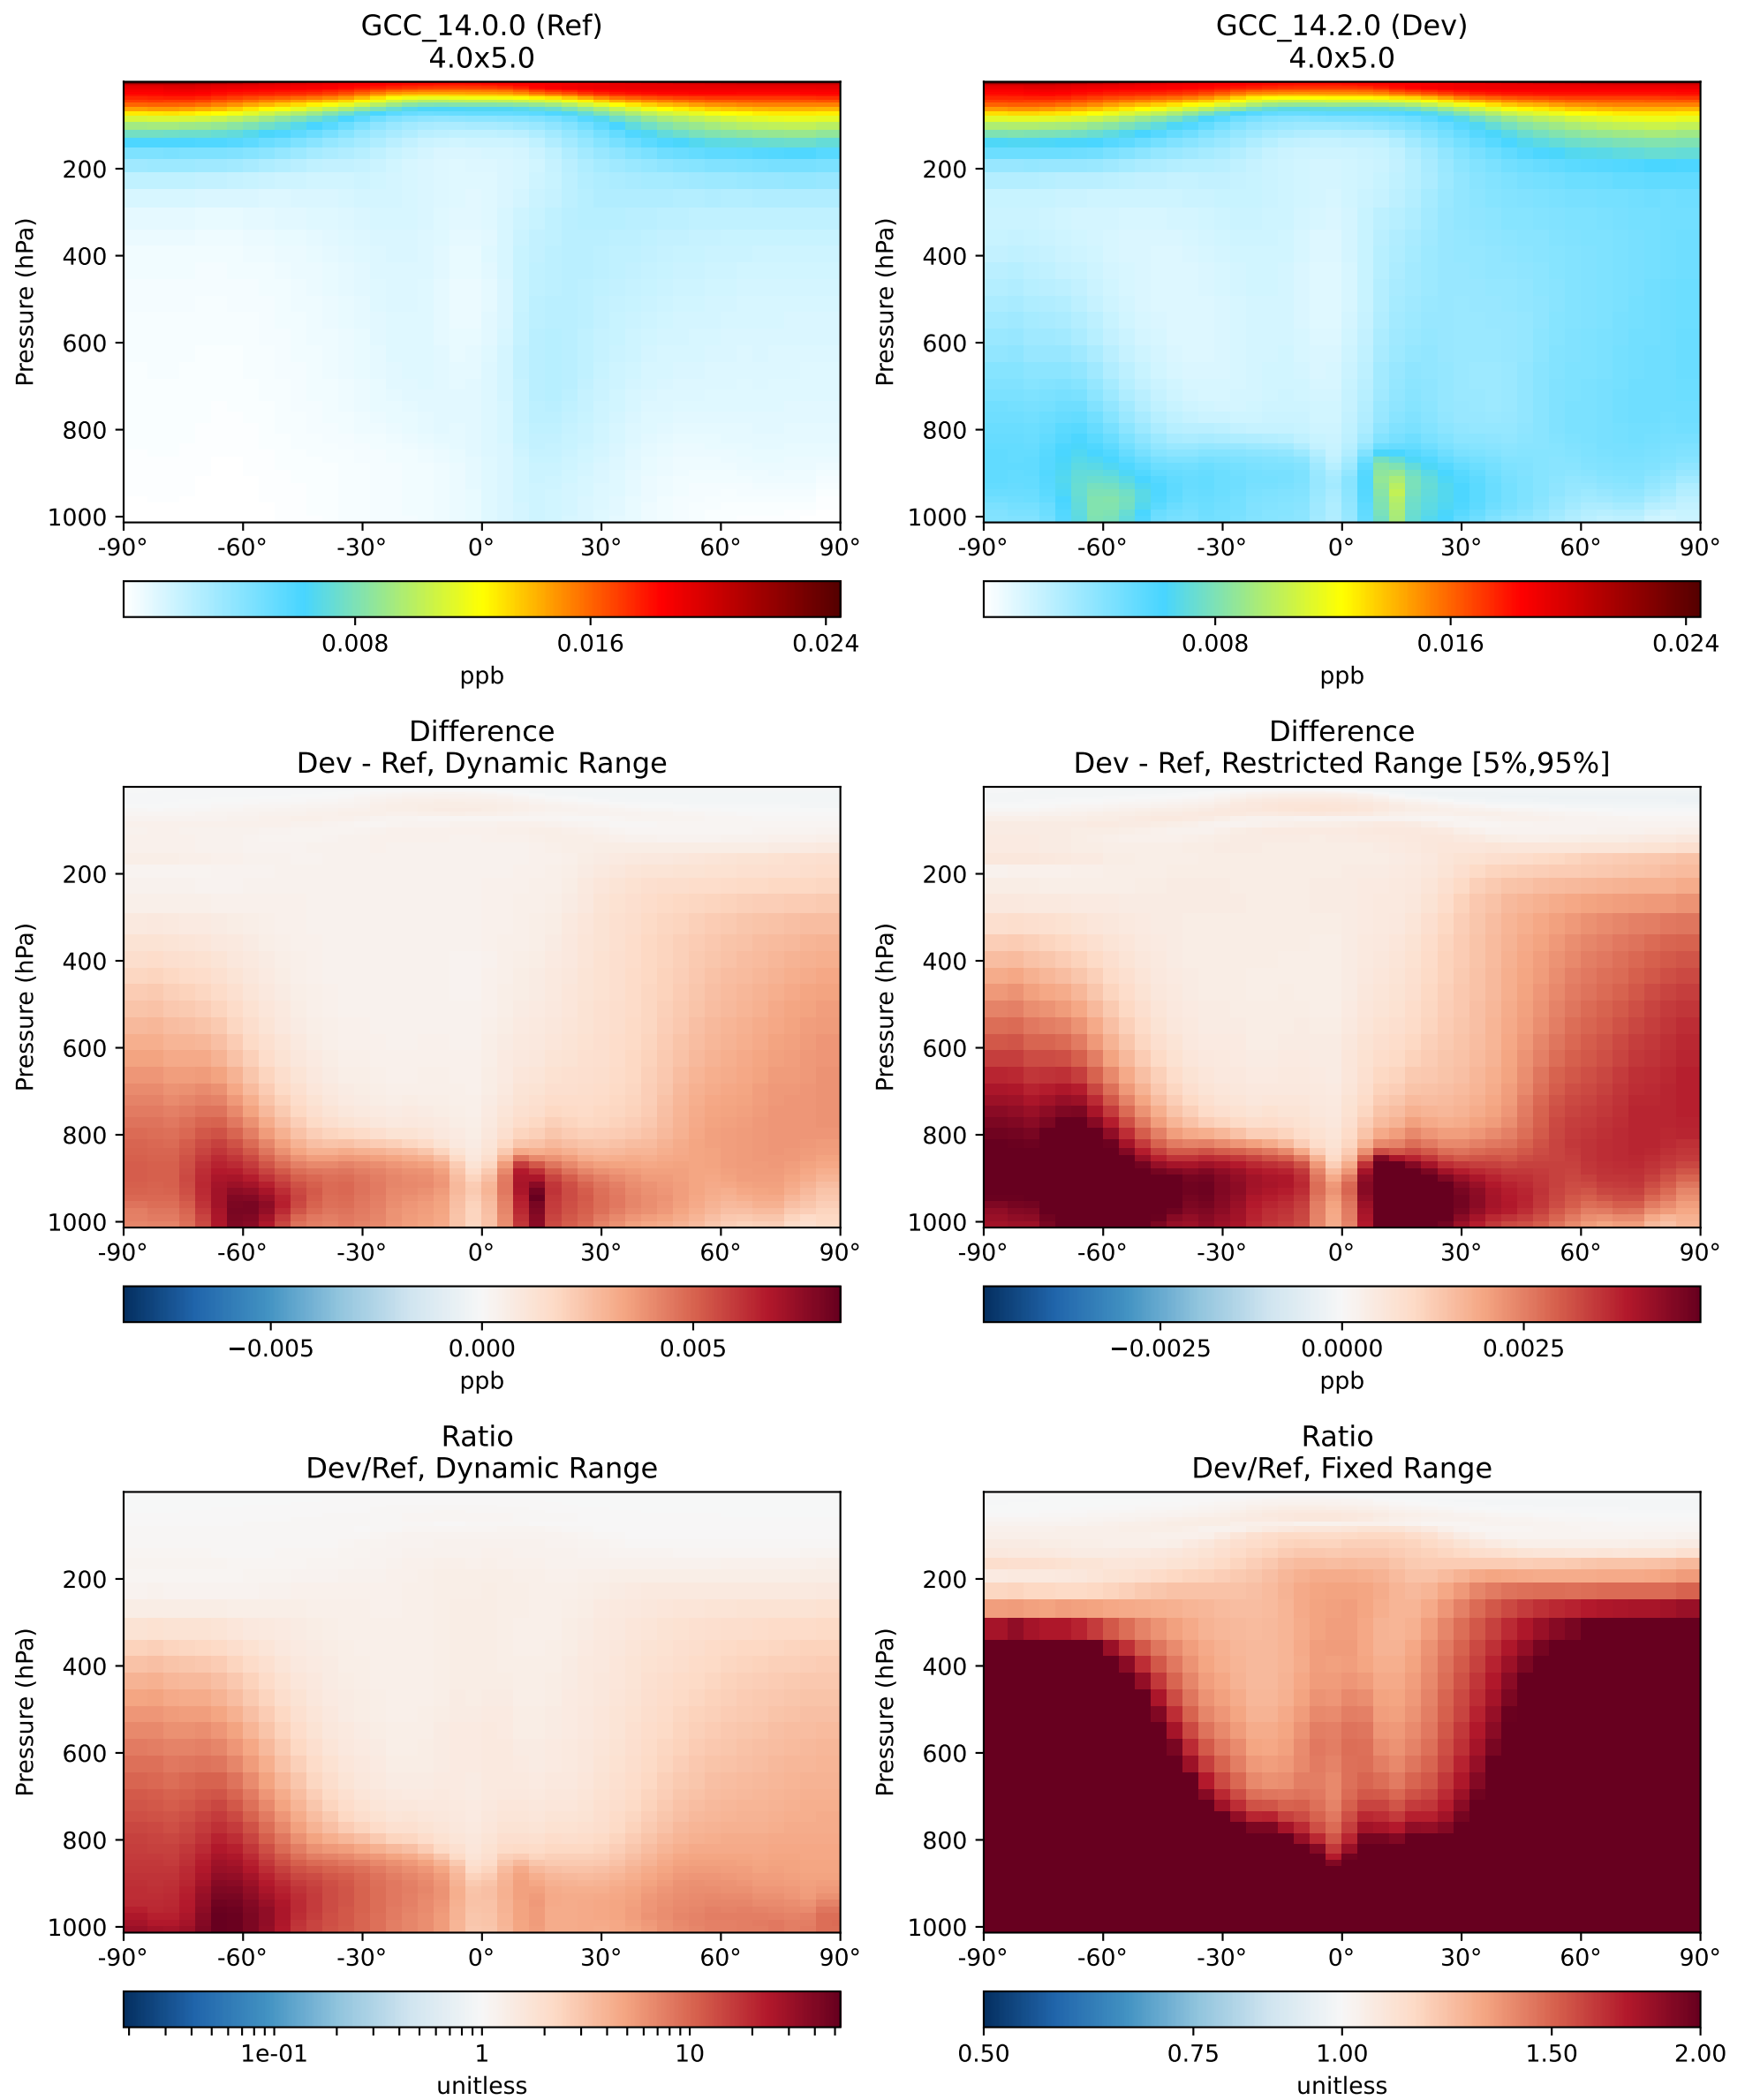 GCC_14.0.0 (Ref)
4.0x5.0
Pressure (hPa)
200
400
600
800
1000
-90° -60° -30° 0° 30° 60° 90°
0.008 0.016 0.024
ppb
GCC_14.2.0 (Dev)
4.0x5.0
Pressure (hPa)
200
400
600
800
1000
-90° -60° -30° 0° 30° 60° 90°
0.008 0.016 0.024
ppb
Difference
Dev - Ref, Dynamic Range
Pressure (hPa)
200
400
600
800
1000
-90° -60° -30° 0° 30° 60° 90°
−0.005 0.000 0.005
ppb
Difference
Dev - Ref, Restricted Range [5%,95%]
Pressure (hPa)
200
400
600
800
1000
-90° -60° -30° 0° 30° 60° 90°
−0.0025 0.0000 0.0025
ppb
Ratio
Dev/Ref, Dynamic Range
Pressure (hPa)
200
400
600
800
1000
-90° -60° -30° 0° 30° 60° 90°
1e-01 1 10
unitless
Ratio
Dev/Ref, Fixed Range
Pressure (hPa)
200
400
600
800
1000
-90° -60° -30° 0° 30° 60° 90°
0.50 0.75 1.00 1.50 2.00
unitless